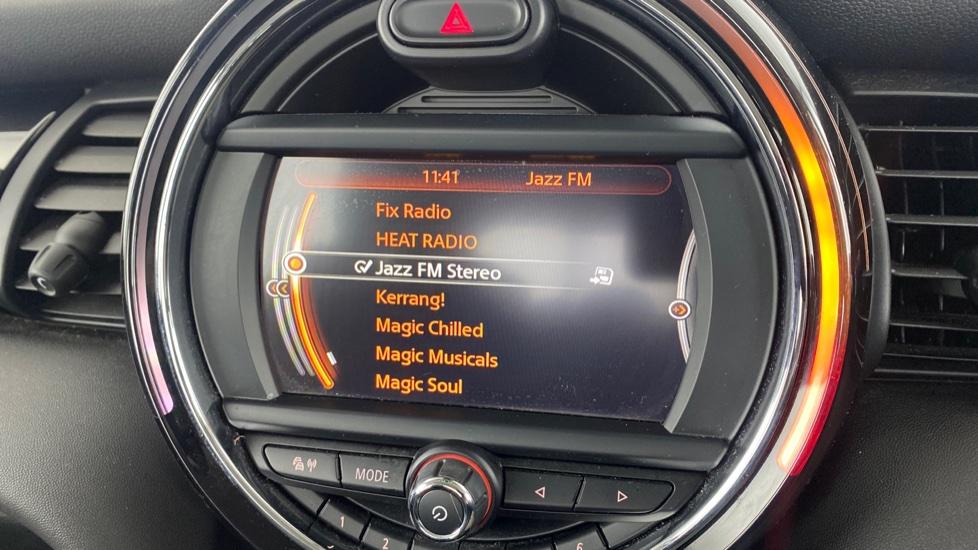 11:41 Jazz FM
Fix Radio
HEAT RADIO
Jazz FM Stereo
Kerrang!
Magic Chilled
Magic Musicals
Magic Soul
MODE
1
2
6